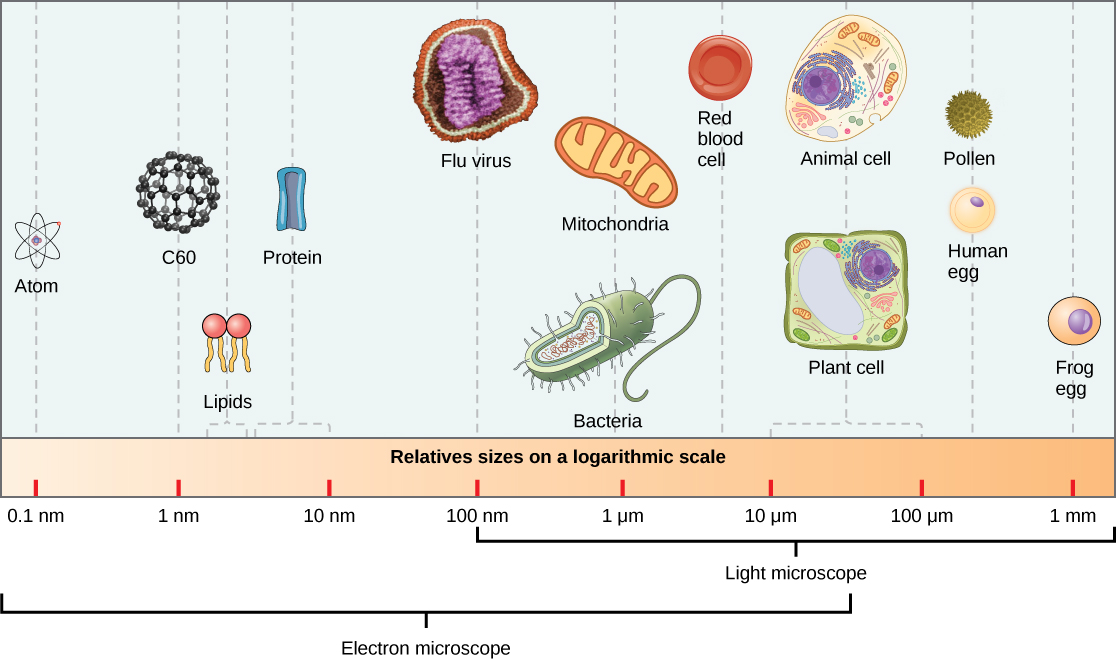 Flu virus
Red
blood
cell
Animal cell
Pollen
Mitochondria
C60
Protein
Human
egg
Atom
Plant cell
Frog
egg
Lipids
Bacteria
Relatives sizes on a logarithmic scale
0.1 nm
1 nm
10 nm
100 nm
1 μm
10 μm
100 μm
1 mm
Light microscope
Electron microscope